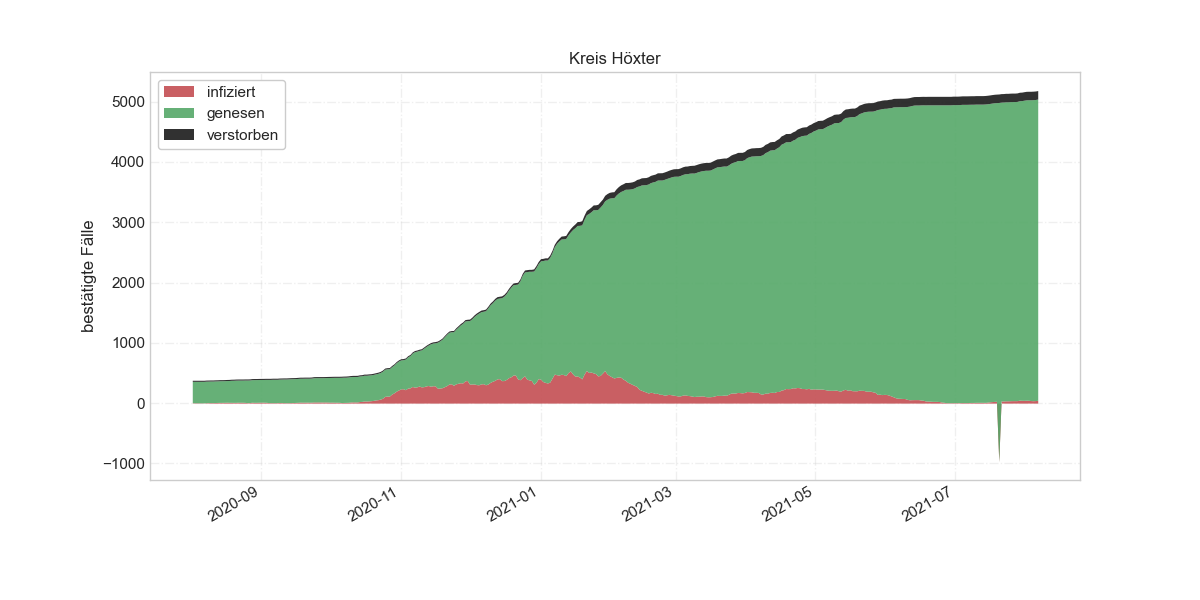 Kreis Höxter
infiziert
genesen
verstorben
bestätigte Fälle
5000
4000
3000
2000
1000
0
−1000
2020-09
2020-11
2021-01
2021-03
2021-05
2021-07